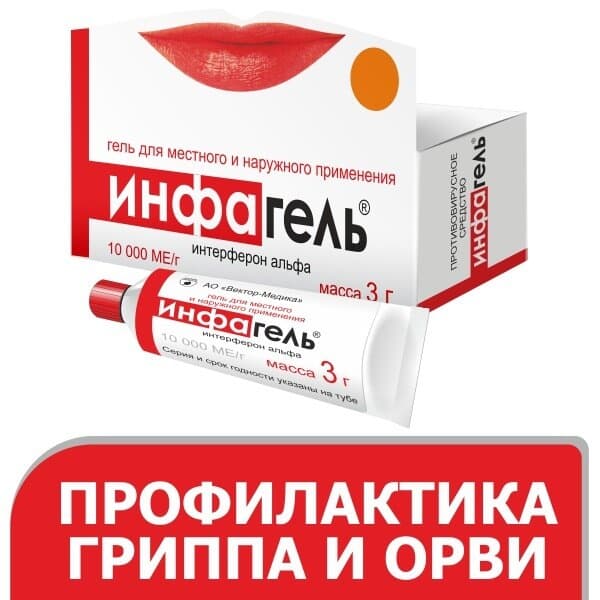 гель для местного и наружного применения
ИНФАГЕЛЬ®
10 000 МЕ/г
интерферон альфа
масса 3 г
ПРОТИВОВИРУСНОЕ
СРЕДСТВО
ИНФАГЕЛЬ®
АО «Вектор-Медика»
гель для местного
и наружного применения
ИНФАГЕЛЬ®
интерферон альфа
10 000 МЕ/г
масса 3 г
Серия и срок годности указаны на тубе
ПРОФИЛАКТИКА
ГРИППА И ОРВИ